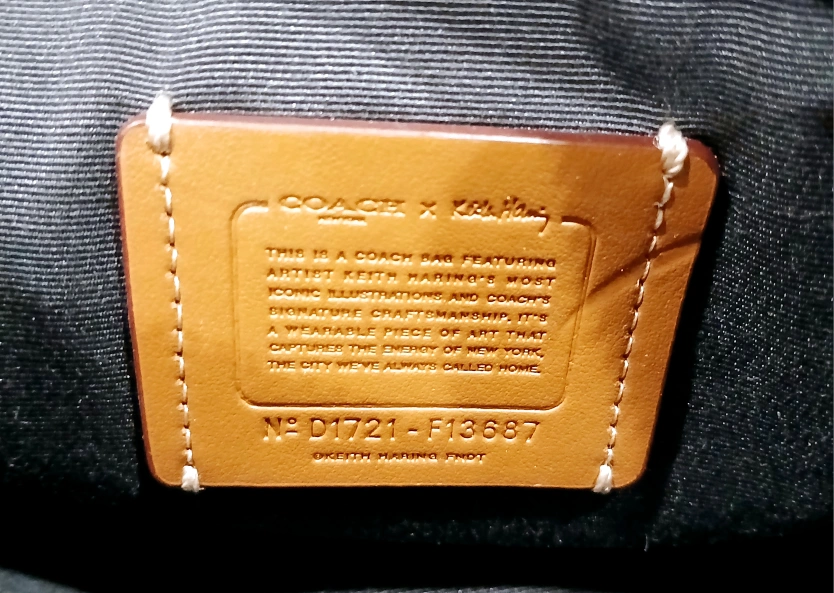 COACH x Keith Haring
THIS IS A COACH BAG FEATURING
ARTIST KEITH HARING'S MOST
ICONIC ILLUSTRATIONS AND COACH'S
SIGNATURE CRAFTSMANSHIP. IT'S
A WEARABLE PIECE OF ART THAT
CAPTURES THE ENERGY OF NEW YORK,
THE CITY WE'VE ALWAYS CALLED HOME.
Nº D1721-F13687
©KEITH HARING FNDT